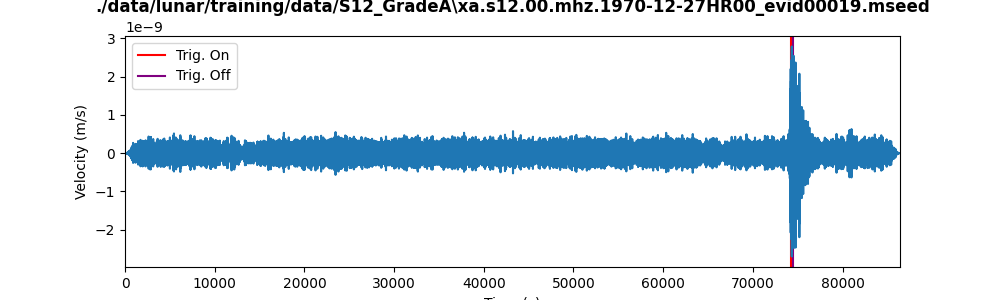 ./data/lunar/training/data/S12_GradeA\xa.s12.00.mhz.1970-12-27HR00_evid00019.mseed
1e−9
3
Trig. On
2
Trig. Off
1
0
−1
−2
Velocity (m/s)
0 10000 20000 30000 40000 50000 60000 70000 80000